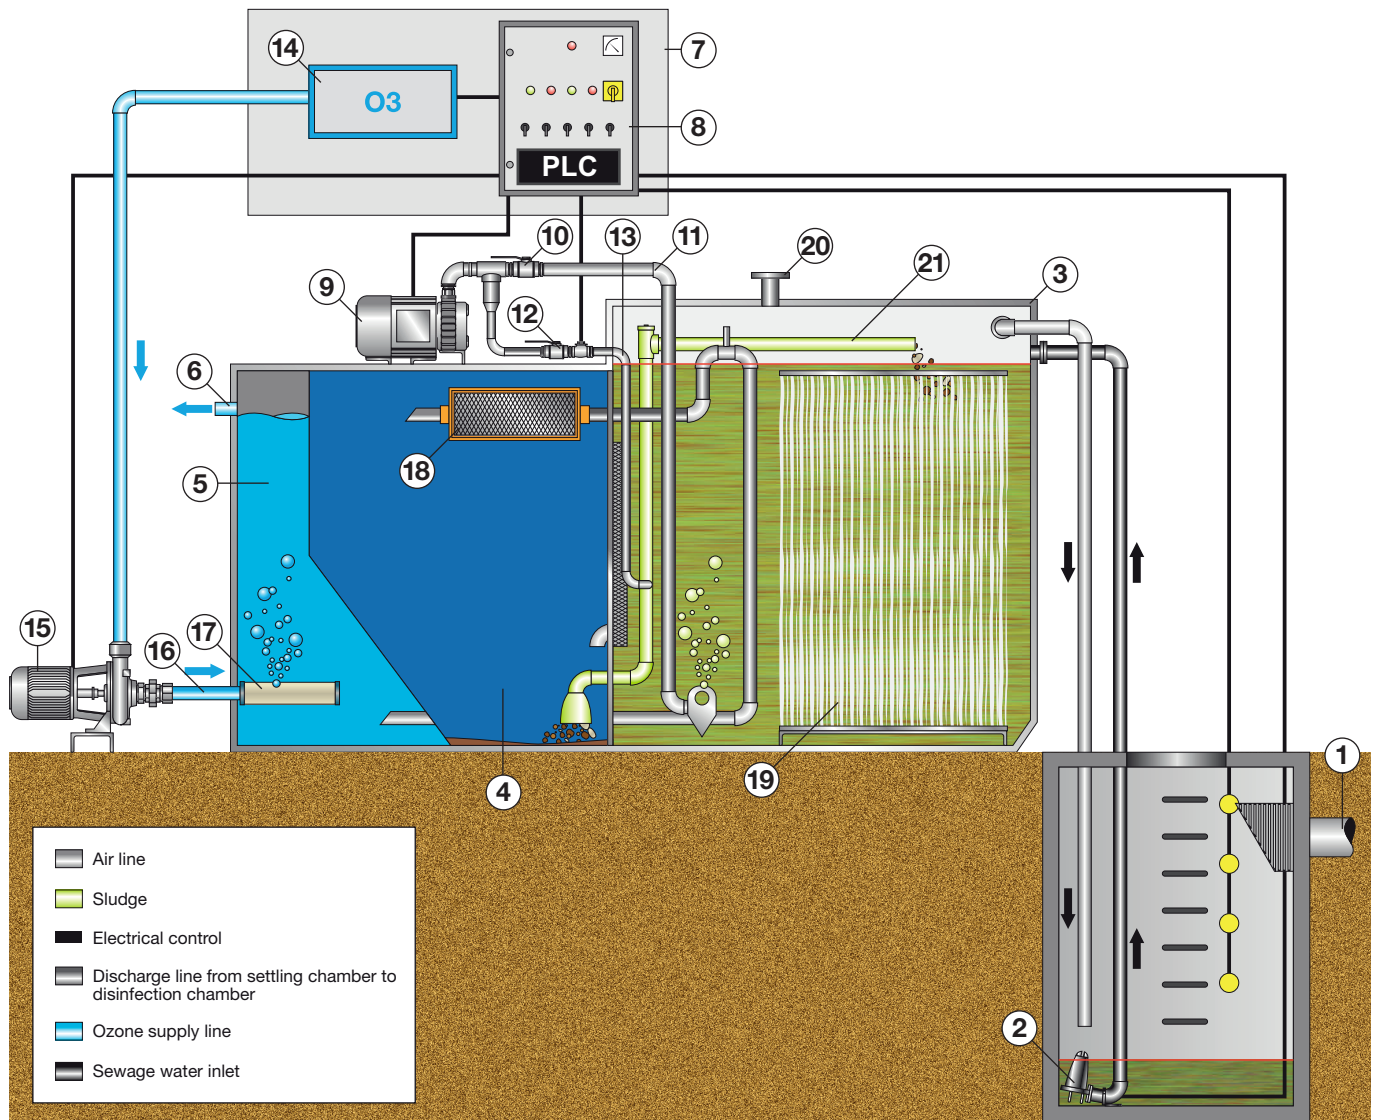 14
7
O3
8
PLC
10
13
11
20
21
3
9
12
6
18
5
15
16
17
4
19
1
2
Air line
Sludge
Electrical control
Discharge line from settling chamber to
disinfection chamber
Ozone supply line
Sewage water inlet